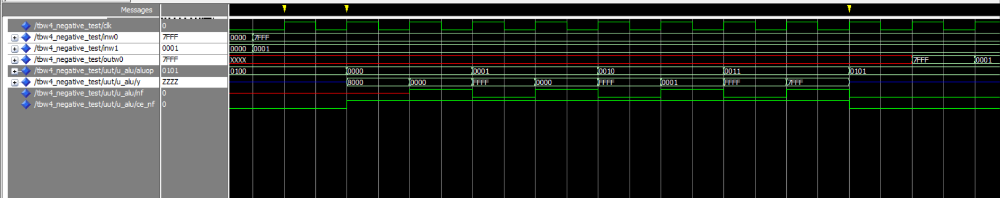 Messages
/tbw4_negative_test/clk 0
/tbw4_negative_test/inw0 7FFF 0000 7FFF
/tbw4_negative_test/inw1 0001 0000 0001
/tbw4_negative_test/outw0 7FFF XXXX 7FFF 0001
/tbw4_negative_test/uut/u_alu/aluop 0101 0100 0000 0001 0010 0011 0101
/tbw4_negative_test/uut/u_alu/y ZZZZ 8000 0000 FFFF 0000 FFFF 0001 FFFF 7FFF
/tbw4_negative_test/uut/u_alu/nf 0
/tbw4_negative_test/uut/u_alu/ce_nf 0